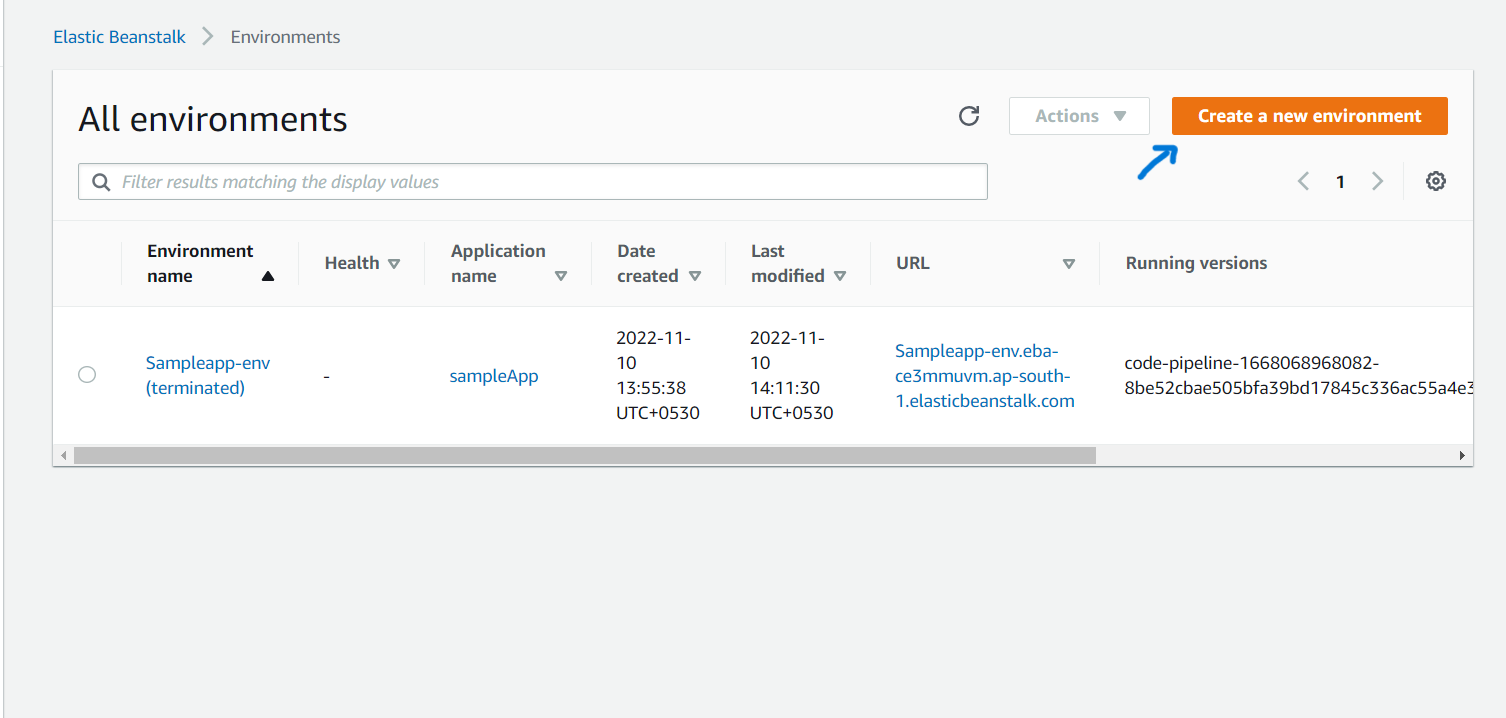 Elastic Beanstalk > Environments
All environments
Actions
Create a new environment
Filter results matching the display values
1
Environment name
Health
Application name
Date created
Last modified
URL
Running versions
Sampleapp-env
(terminated)
-
sampleApp
2022-11-
10
13:55:38
UTC+0530
2022-11-
10
14:11:30
UTC+0530
Sampleapp-env.eba-
ce3mmuvm.ap-south-
1.elasticbeanstalk.com
code-pipeline-1668068968082-
8be52cbae505bfa39bd17845c336ac55a4e3